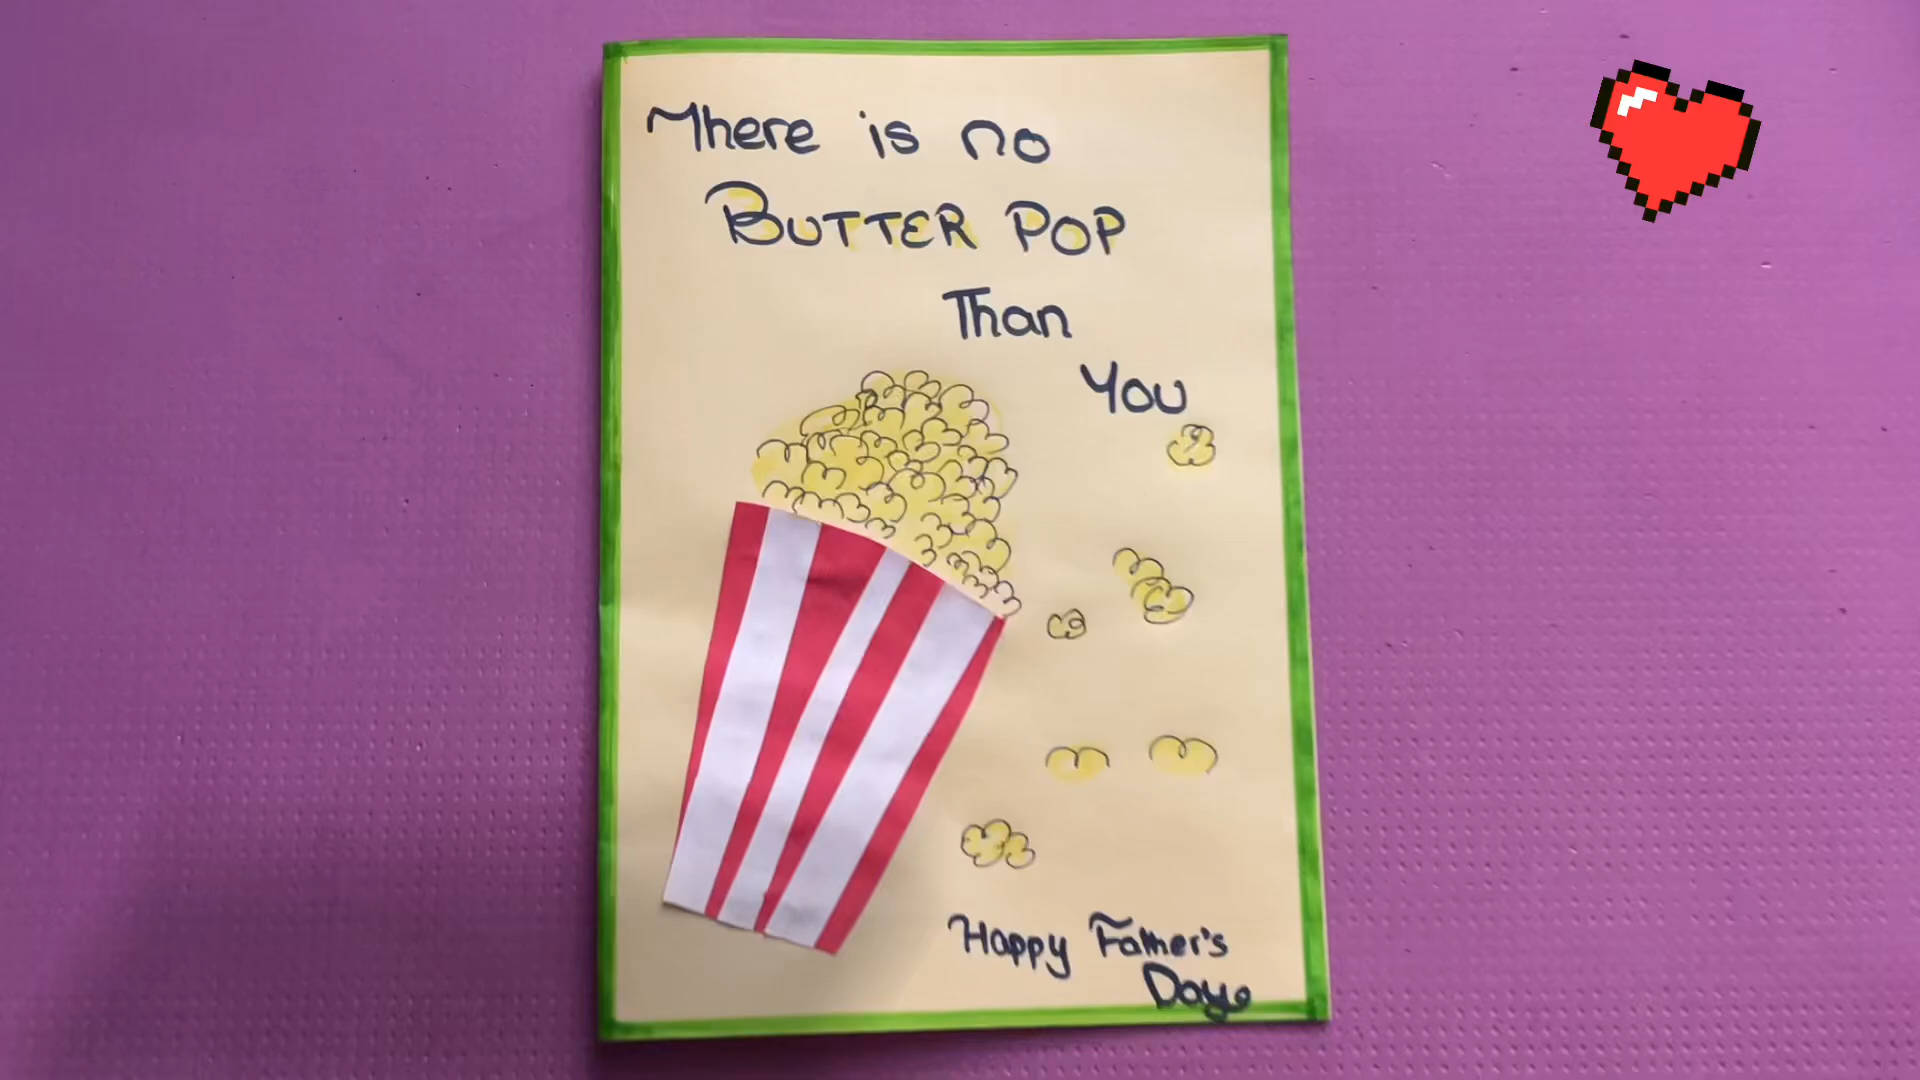 There is no
BUTTER POP
Than
You
Happy Father's
Day